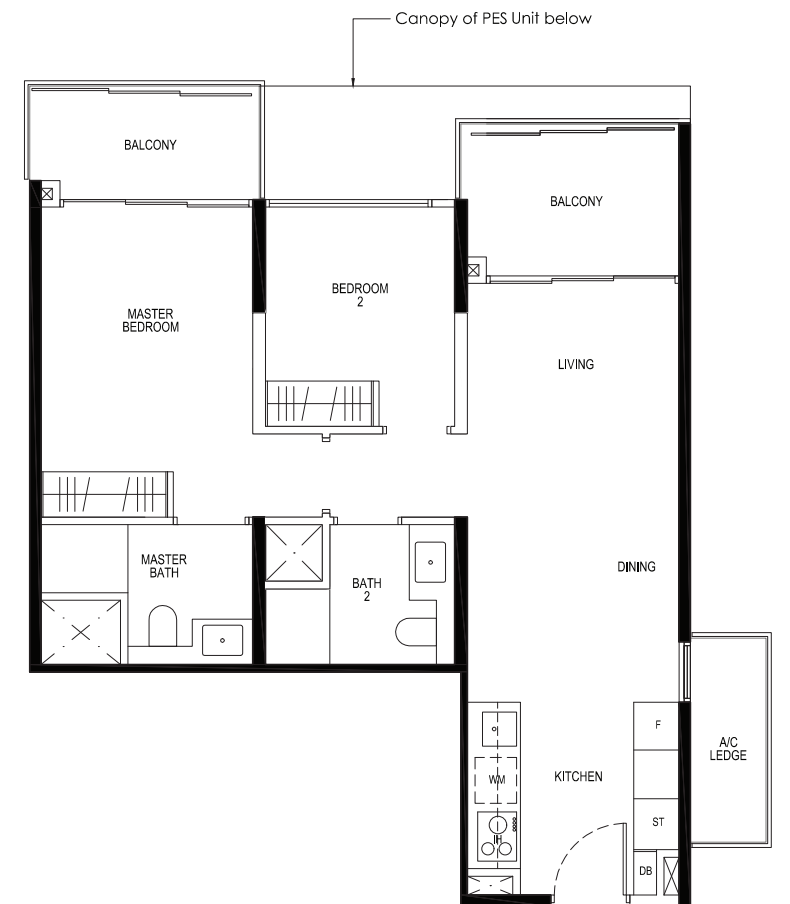 Canopy of PES Unit below
BALCONY
BALCONY
BEDROOM
2
MASTER
BEDROOM
LIVING
MASTER
BATH
BATH
2
DINING
F
A/C
LEDGE
WM
KITCHEN
ST
IH
DB